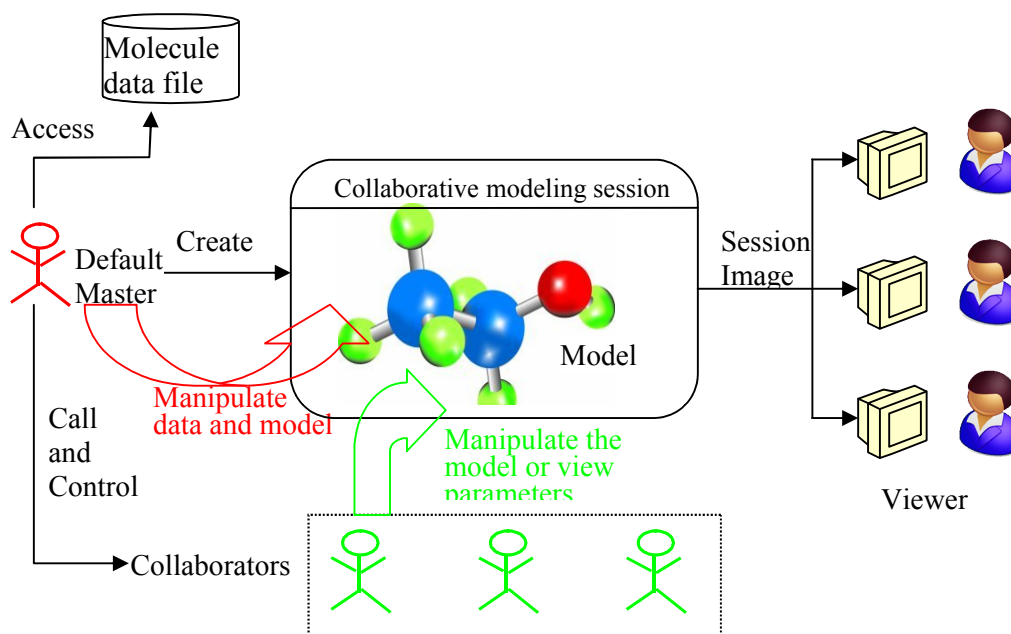 Molecule
data file
Access
Collaborative modeling session
Default
Master
Create
Session
Image
Model
Manipulate
data and model
Call
and
Control
Manipulate the
model or view
parameters
Viewer
Collaborators